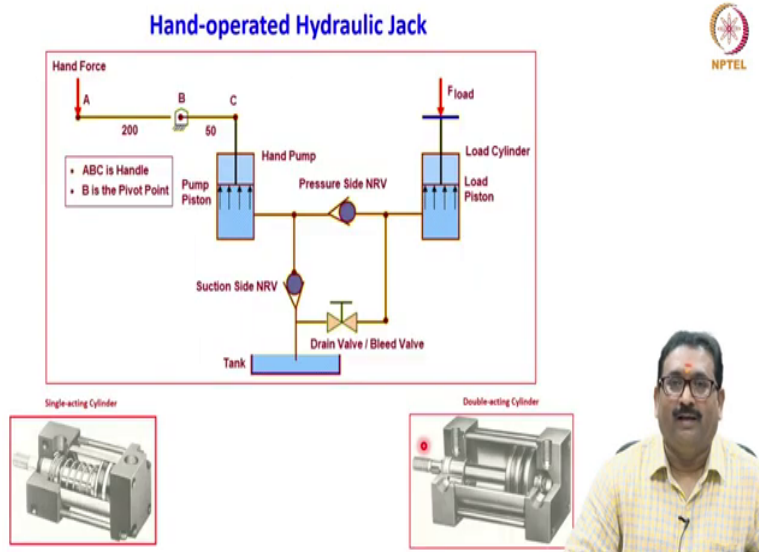 Hand-operated Hydraulic Jack
NPTEL
Hand Force
A
B
C
200
50
F load
Hand Pump
Load Cylinder
• ABC is Handle
• B is the Pivot Point
Pump
Piston
Pressure Side NRV
Load
Piston
Suction Side NRV
Drain Valve / Bleed Valve
Tank
Single-acting Cylinder
Double-acting Cylinder